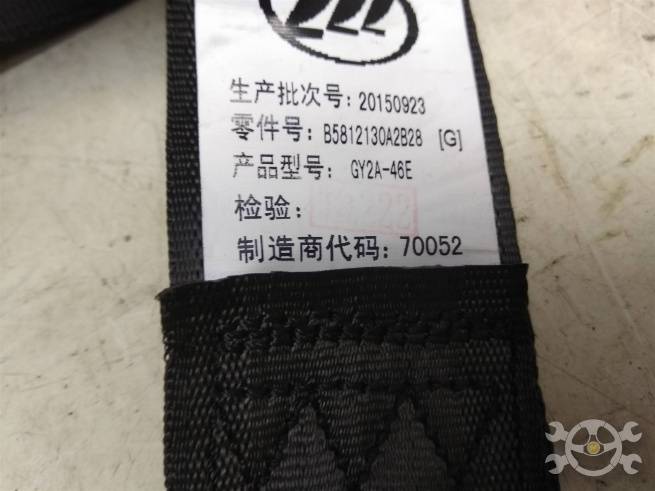 生产批次号：20150923
零件号：B5812130A2B28 [G]
产品型号：GY2A-46E
检验：
制造商代码：70052